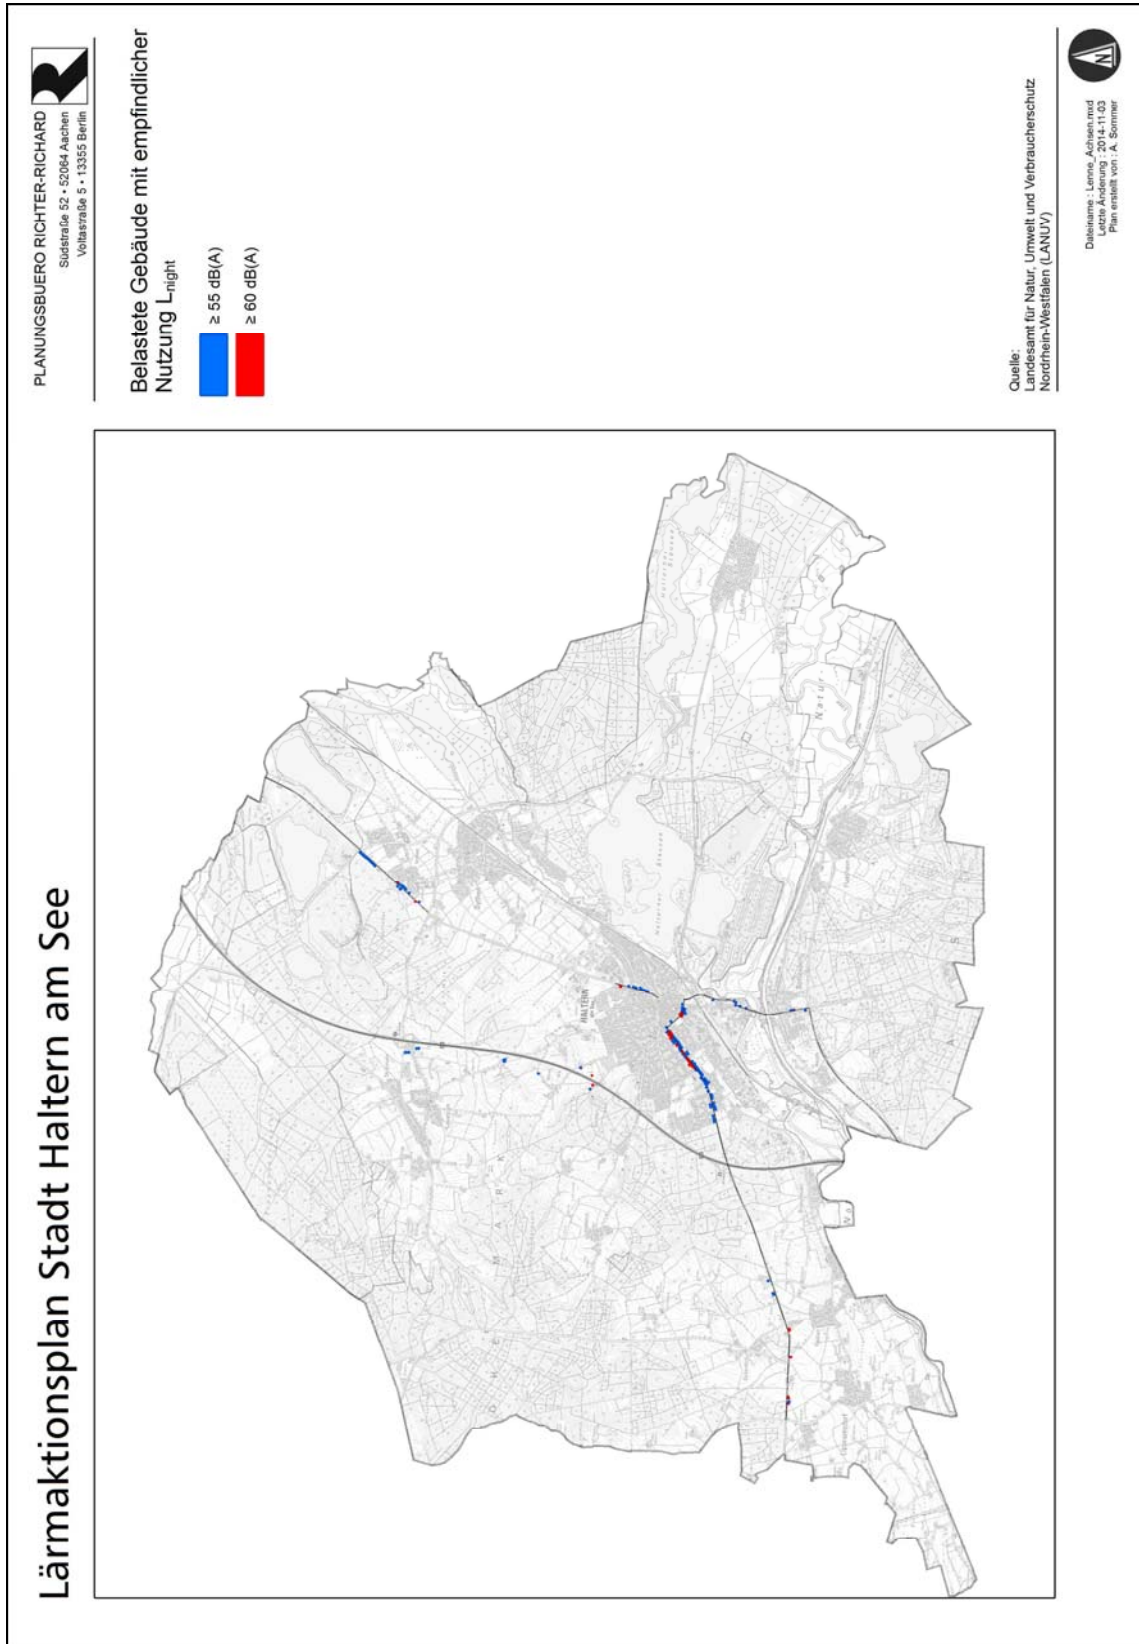 Lärmaktionsplan Stadt Haltern am See
PLANUNGSBUERO RICHTER-RICHARD
Südstraße 52 • 52064 Aachen
Voltastraße 5 • 13355 Berlin
Belastete Gebäude mit empfindlicher
Nutzung Lnight
≥ 55 dB(A)
≥ 60 dB(A)
HALTERN
Natur
Quelle:
Landesamt für Natur, Umwelt und Verbraucherschutz
Nordrhein-Westfalen (LANUV)
N
Dateiname : Lenne_Achsen.mxd
Letzte Änderung : 2014-11-03
Plan erstellt von : A. Sommer